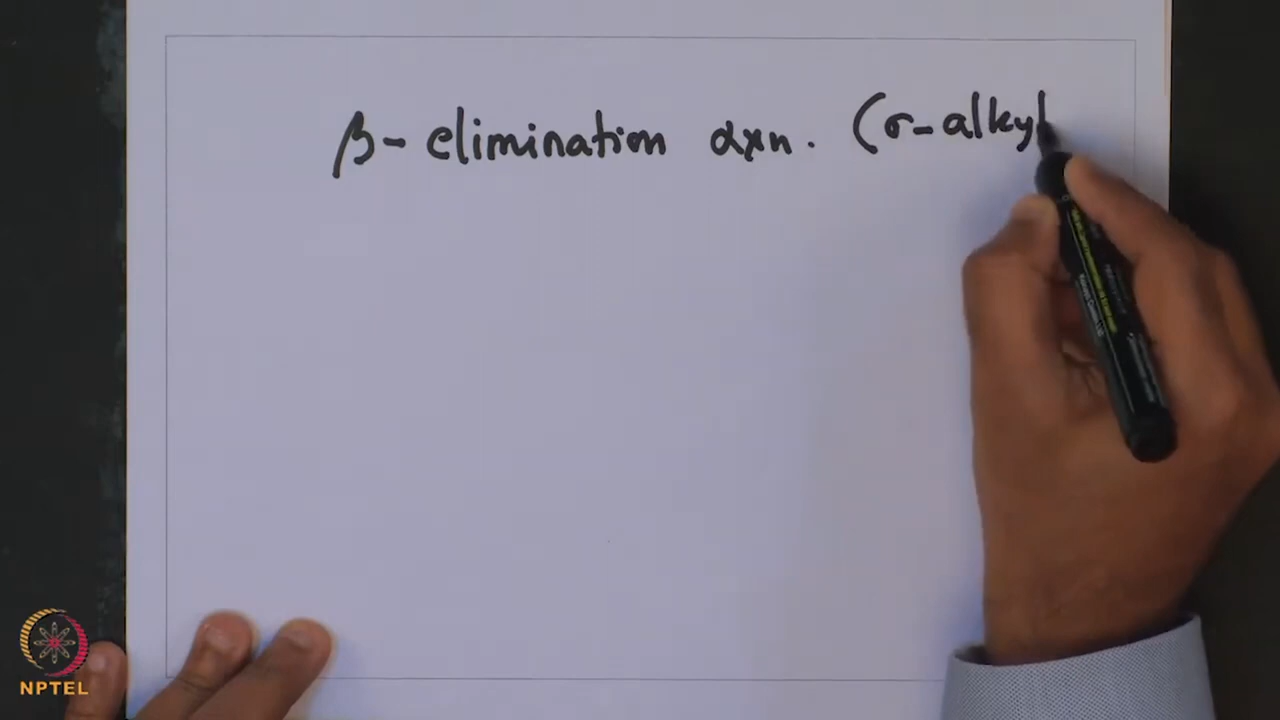 β- elimination rxn. (σ-alkyl
NPTEL